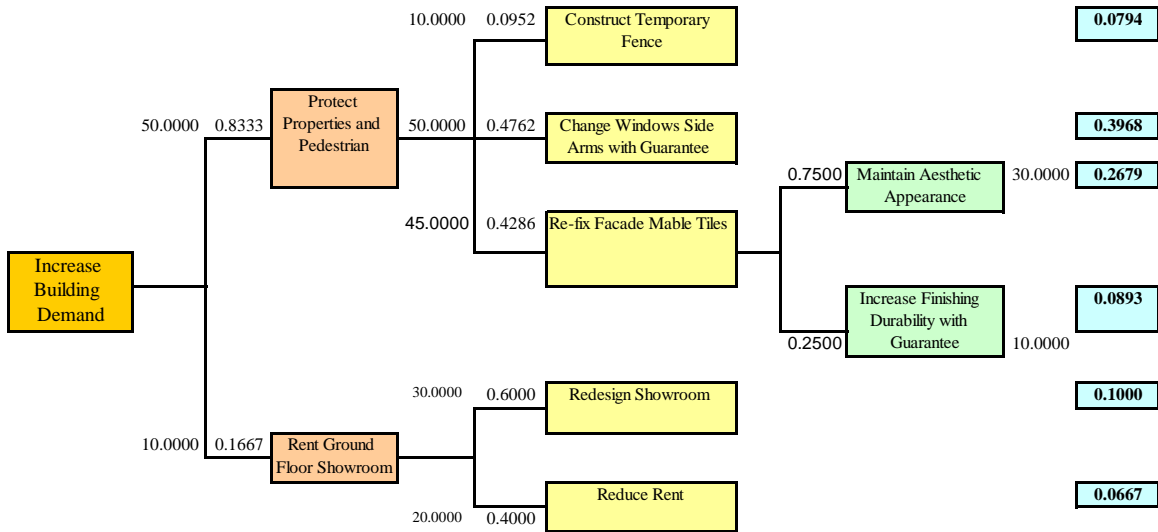 10.0000 0.0952 Construct Temporary 0.0794
Fence
Protect
Properties and
Pedestrian
50.0000 0.8333 50.0000 0.4762 Change Windows Side 0.3968
Arms with Guarantee
0.7500 Maintain Aesthetic 30.0000 0.2679
Appearance
45.0000 0.4286 Re-fix Facade Mable Tiles
Increase
Building
Demand
Increase Finishing 0.0893
Durability with
0.2500 Guarantee 10.0000
30.0000 0.6000 Redesign Showroom 0.1000
10.0000 0.1667 Rent Ground
Floor Showroom
Reduce Rent 0.0667
20.0000 0.4000